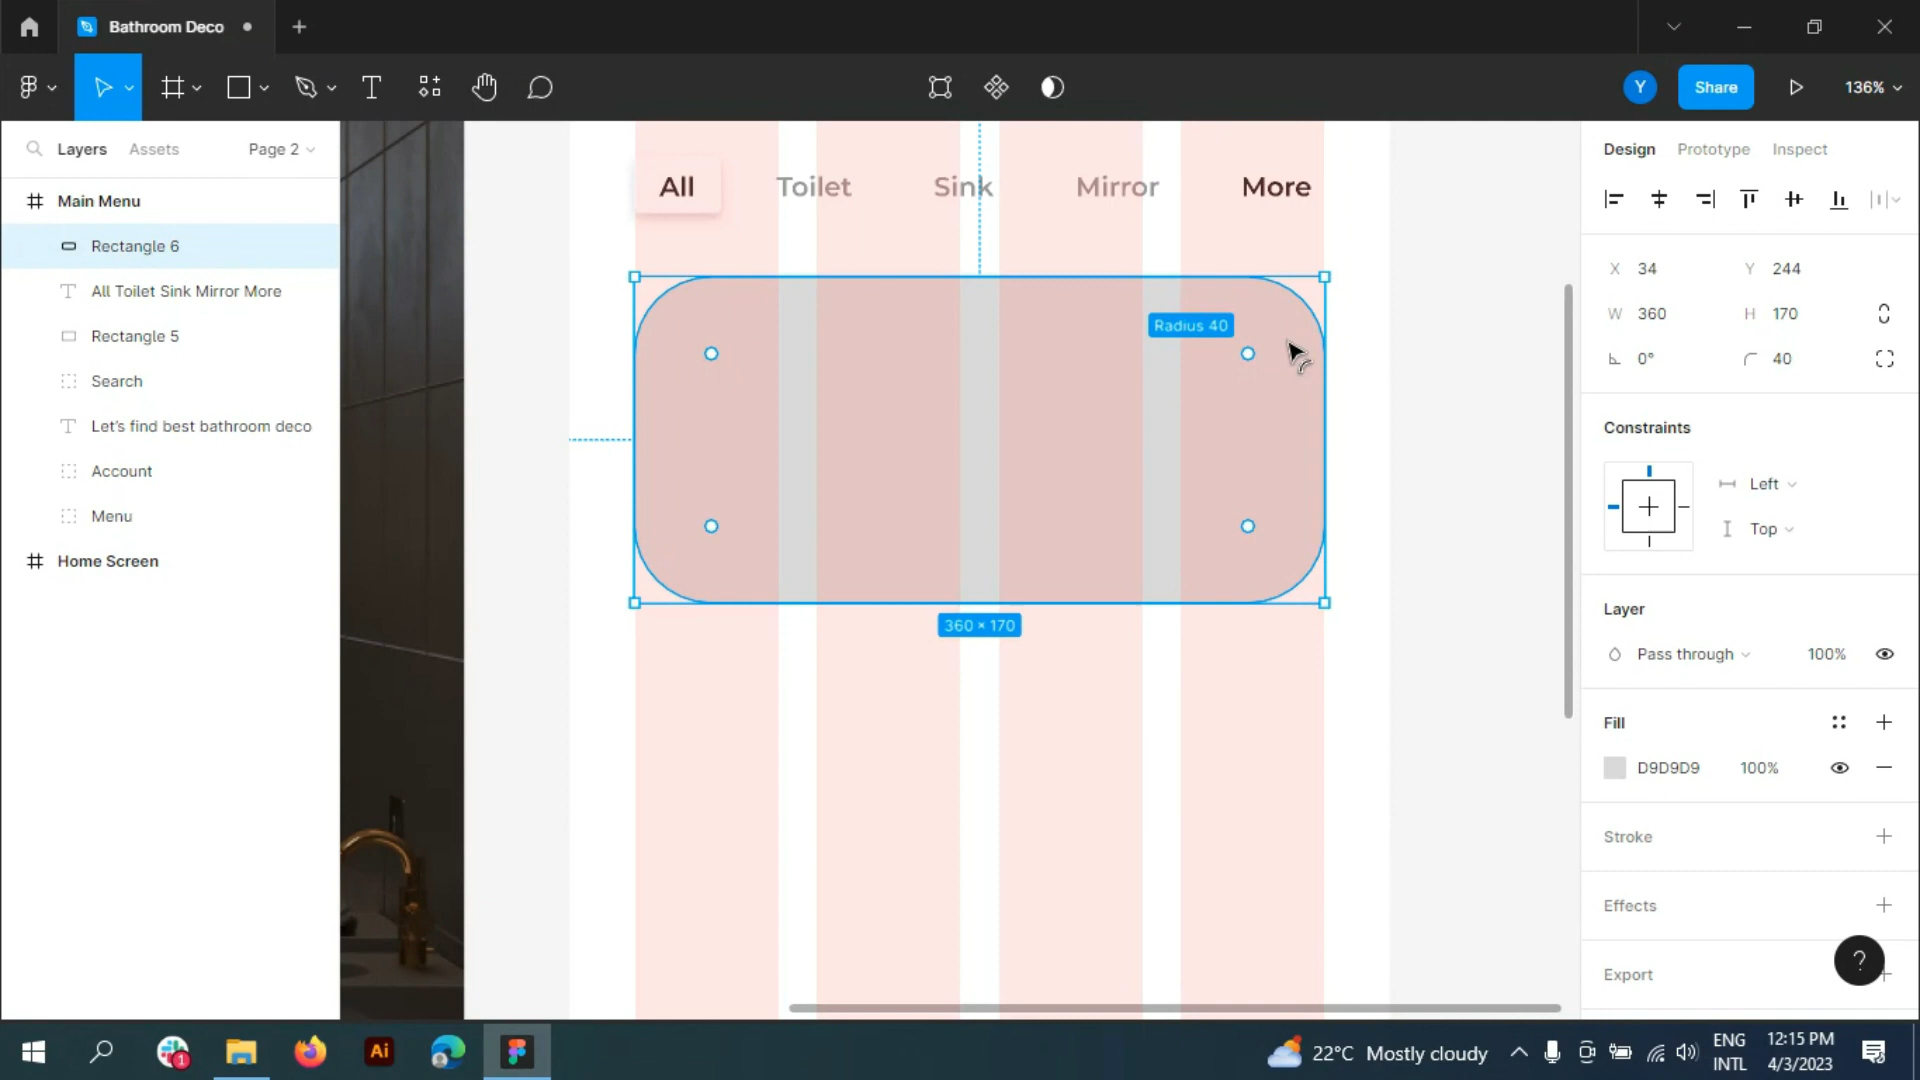 Bathroom Deco
Y
Share
136%
Layers
Assets
Page 2
Main Menu
Rectangle 6
All Toilet Sink Mirror More
Rectangle 5
Search
Let's find best bathroom deco
Account
Menu
Home Screen
All
Toilet
Sink
Mirror
More
Radius 40
360 × 170
Design
Prototype
Inspect
X 34
Y 244
W 360
H 170
0°
40
Constraints
Left
Top
Layer
Pass through
100%
Fill
D9D9D9
100%
Stroke
Effects
Export
?
1
Ai
22°C Mostly cloudy
ENG
INTL
12:15 PM
4/3/2023